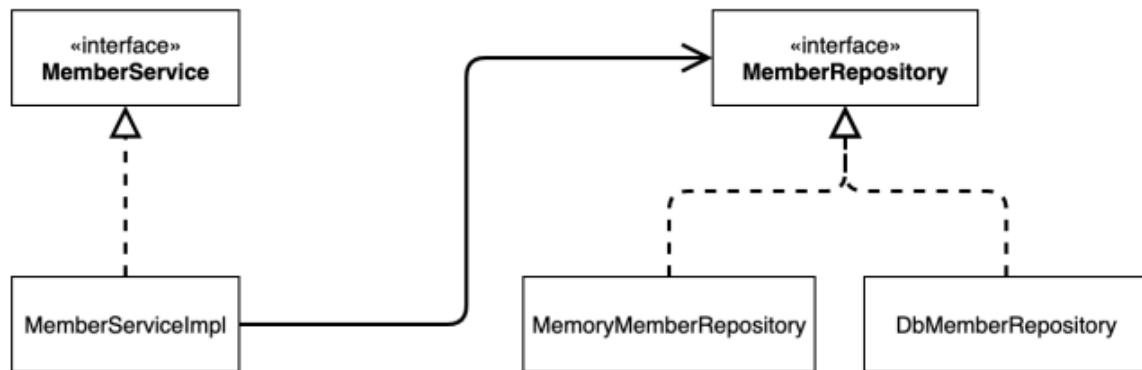 «interface»
MemberService
«interface»
MemberRepository
MemberServiceImpl
MemoryMemberRepository
DbMemberRepository